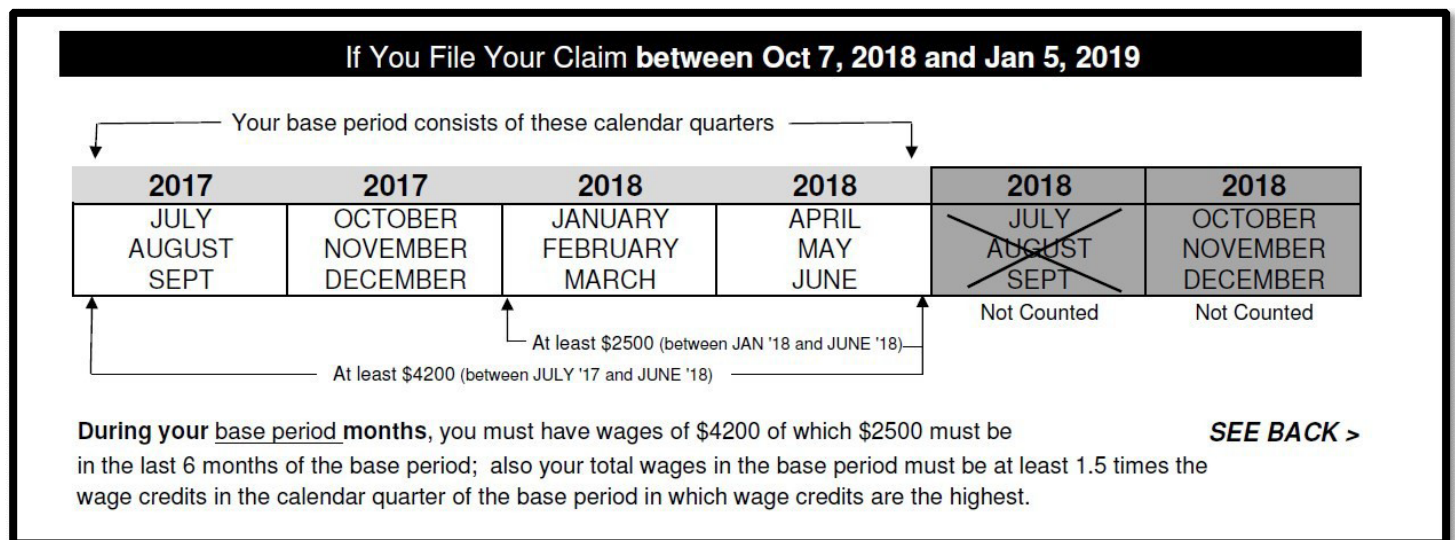 If You File Your Claim between Oct 7, 2018 and Jan 5, 2019
Your base period consists of these calendar quarters
2017 2017 2018 2018 2018 2018
JULY OCTOBER JANUARY APRIL JULY OCTOBER
AUGUST NOVEMBER FEBRUARY MAY AUGUST NOVEMBER
SEPT DECEMBER MARCH JUNE SEPT DECEMBER
Not Counted Not Counted
At least $2500 (between JAN '18 and JUNE '18)
At least $4200 (between JULY '17 and JUNE '18)
During your base period months, you must have wages of $4200 of which $2500 must be SEE BACK >
in the last 6 months of the base period; also your total wages in the base period must be at least 1.5 times the
wage credits in the calendar quarter of the base period in which wage credits are the highest.